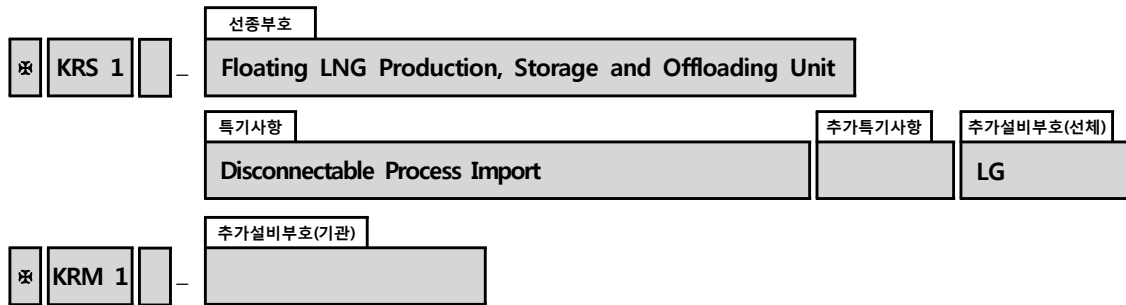 선종부호
✠ KRS 1 – Floating LNG Production, Storage and Offloading Unit
특기사항 추가특기사항 추가설비부호(선체)
Disconnectable Process Import LG
추가설비부호(기관)
✠ KRM 1 –